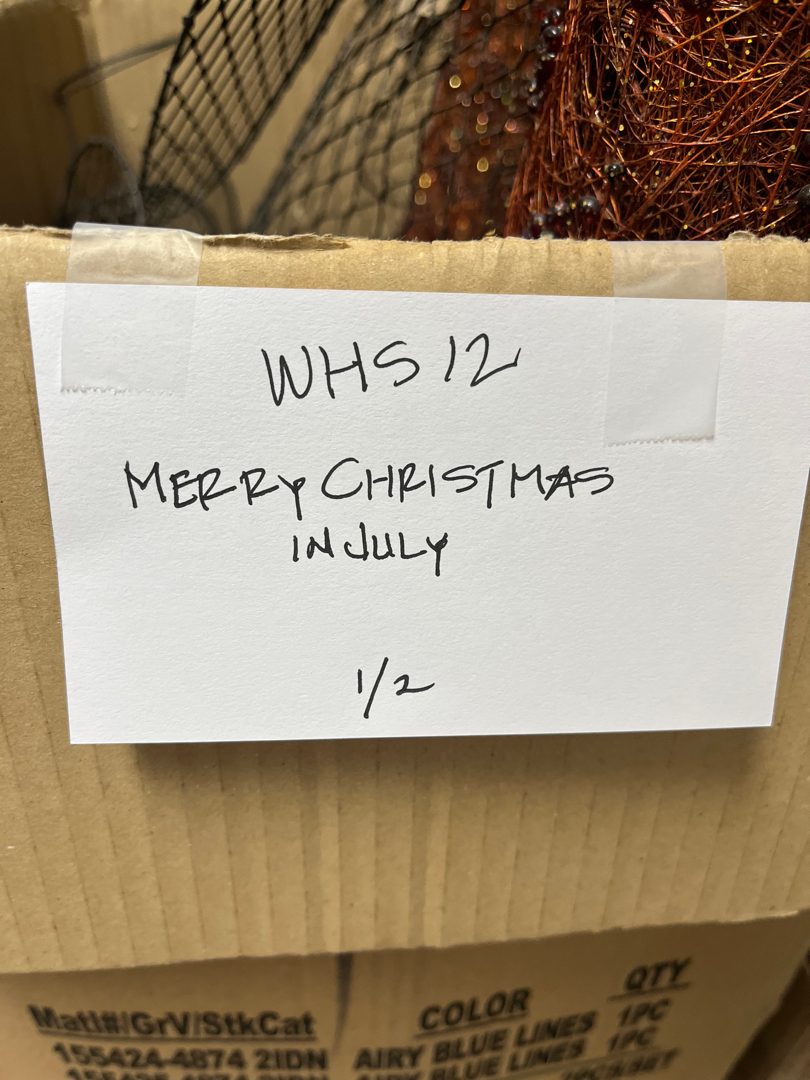 WHS 12
MERRY CHRISTMAS
IN JULY
1/2
Matl#/GrV/StkCat COLOR QTY
155424-4874 2IDN AIRY BLUE LINES 1PC
AIRY BLUE LINES 1PC